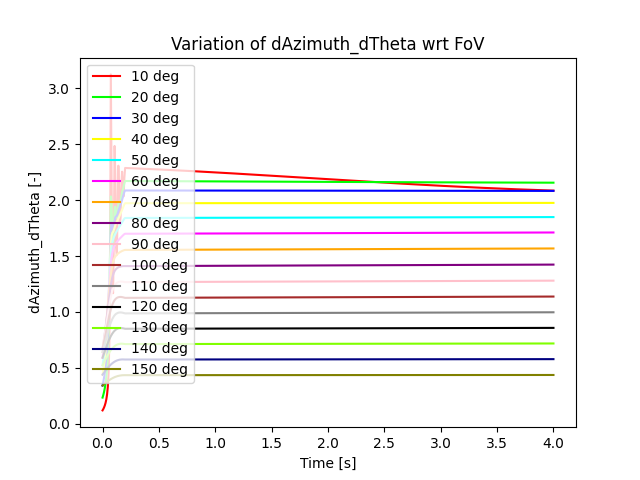 Variation of dAzimuth_dTheta wrt FoV
dAzimuth_dTheta [-]
3.0
2.5
2.0
1.5
1.0
0.5
0.0
10 deg
20 deg
30 deg
40 deg
50 deg
60 deg
70 deg
80 deg
90 deg
100 deg
110 deg
120 deg
130 deg
140 deg
150 deg
0.0 0.5 1.0 1.5 2.0 2.5 3.0 3.5 4.0
Time [s]